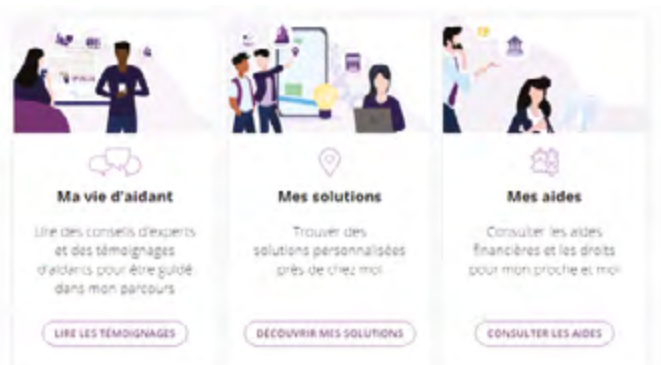 Ma vie d'aidant
Lire des conseils d'experts
et des témoignages
d'aidants pour être guidé
dans mon parcours
LIRE LES TÉMOIGNAGES
Mes solutions
Trouver des
solutions personnalisées
près de chez moi
DÉCOUVRIR MES SOLUTIONS
Mes aides
Consulter les aides
financières et les droits
pour mon proche et moi
CONSULTER LES AIDES